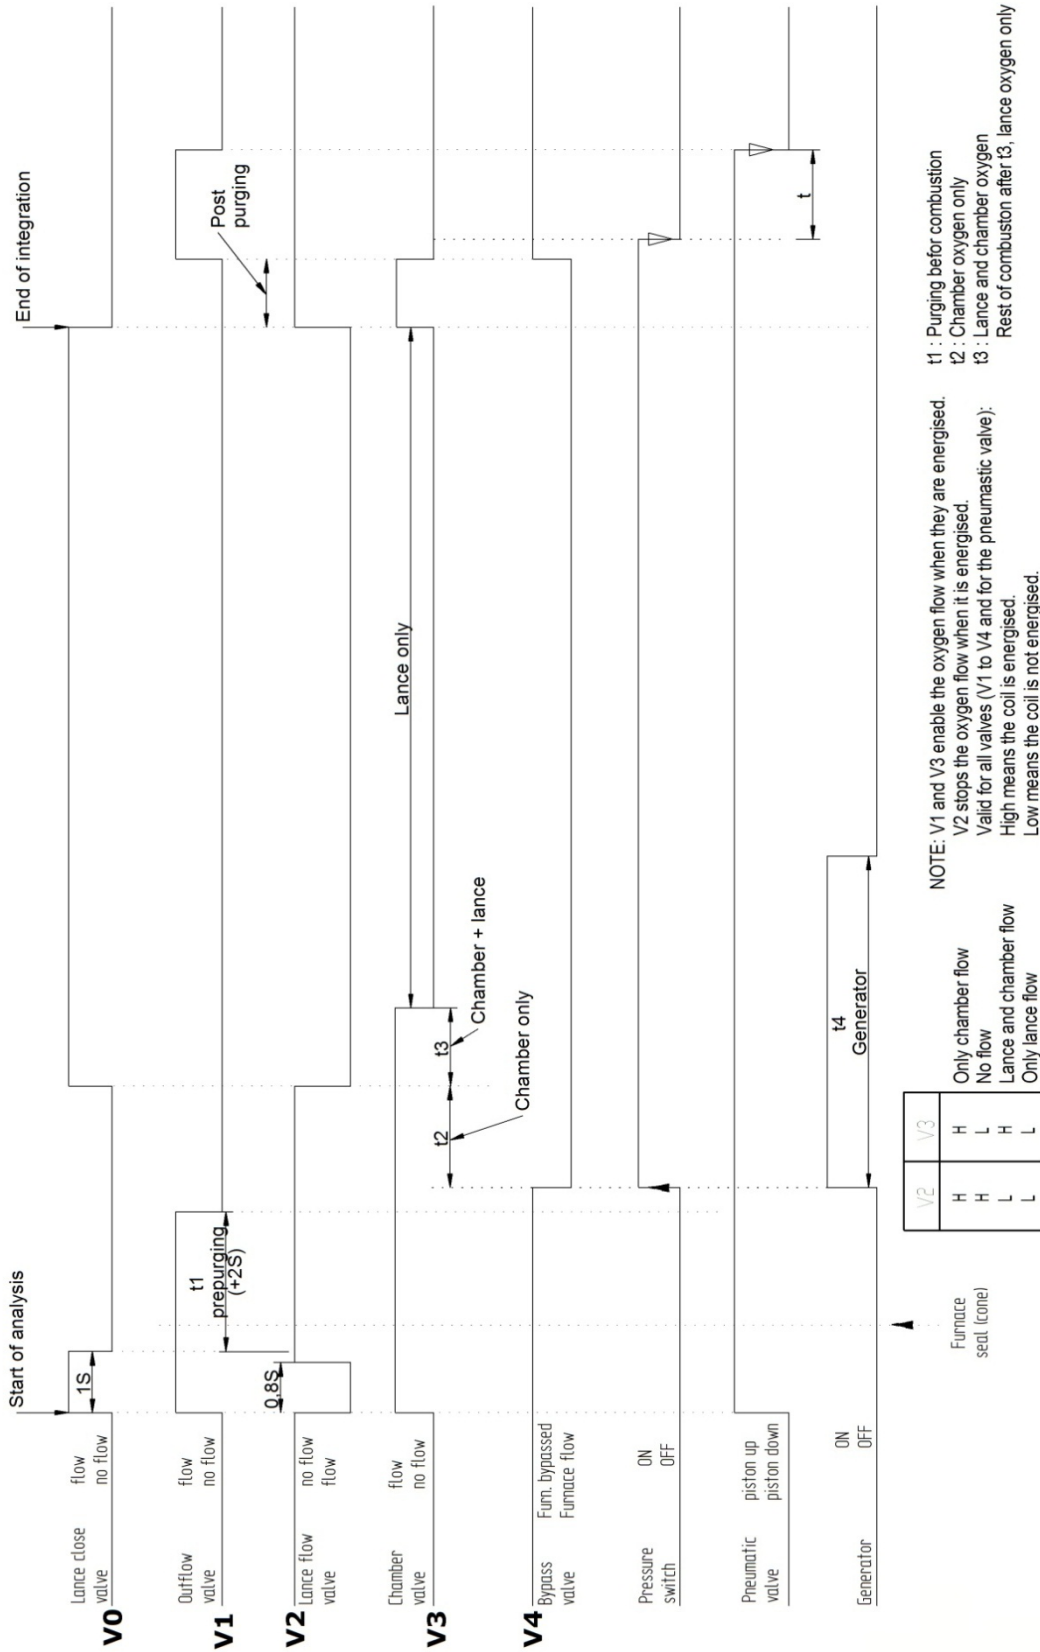 Start of analysis
End of integration
Lance close
valve
flow
no flow
V0
1S
Outflow
valve
flow
no flow
V1
t1
prepurging
(+2S)
Post
purging
Lance flow
valve
no flow
flow
V2
0,8S
Chamber
valve
flow
no flow
V3
t2
t3
Chamber only
Chamber + lance
Lance only
Bypass
valve
Furn. bypassed
Furnace flow
V4
Pressure
switch
ON
OFF
Pneumatic
valve
piston up
piston down
t
Generator
ON
OFF
t4
Generator
Furnace
seal (cone)
V2 V3
H H Only chamber flow
H L No flow
L H Lance and chamber flow
L L Only lance flow
NOTE: V1 and V3 enable the oxygen flow when they are energised.
V2 stops the oxygen flow when it is energised.
Valid for all valves (V1 to V4 and for the pneumastic valve):
High means the coil is energised.
Low means the coil is not energised.
t1 : Purging befor combustion
t2 : Chamber oxygen only
t3 : Lance and chamber oxygen
Rest of combuston after t3, lance oxygen only